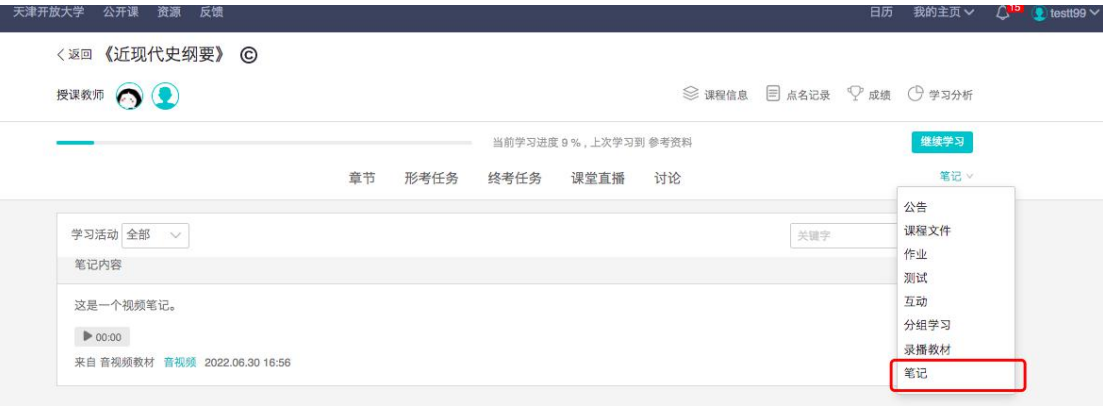 天津开放大学 公开课 资源 反馈 日历 我的主页 15 testt99
返回 《近现代史纲要》 ©
授课教师 课程信息 点名记录 成绩 学习分析
当前学习进度 9 % , 上次学习到 参考资料 继续学习
章节 形考任务 终考任务 课堂直播 讨论 笔记
公告
课程文件
作业
测试
互动
分组学习
录播教材
笔记
学习活动 全部 关键字
笔记内容
这是一个视频笔记。
00:00
来自 音视频教材 音视频 2022.06.30 16:56